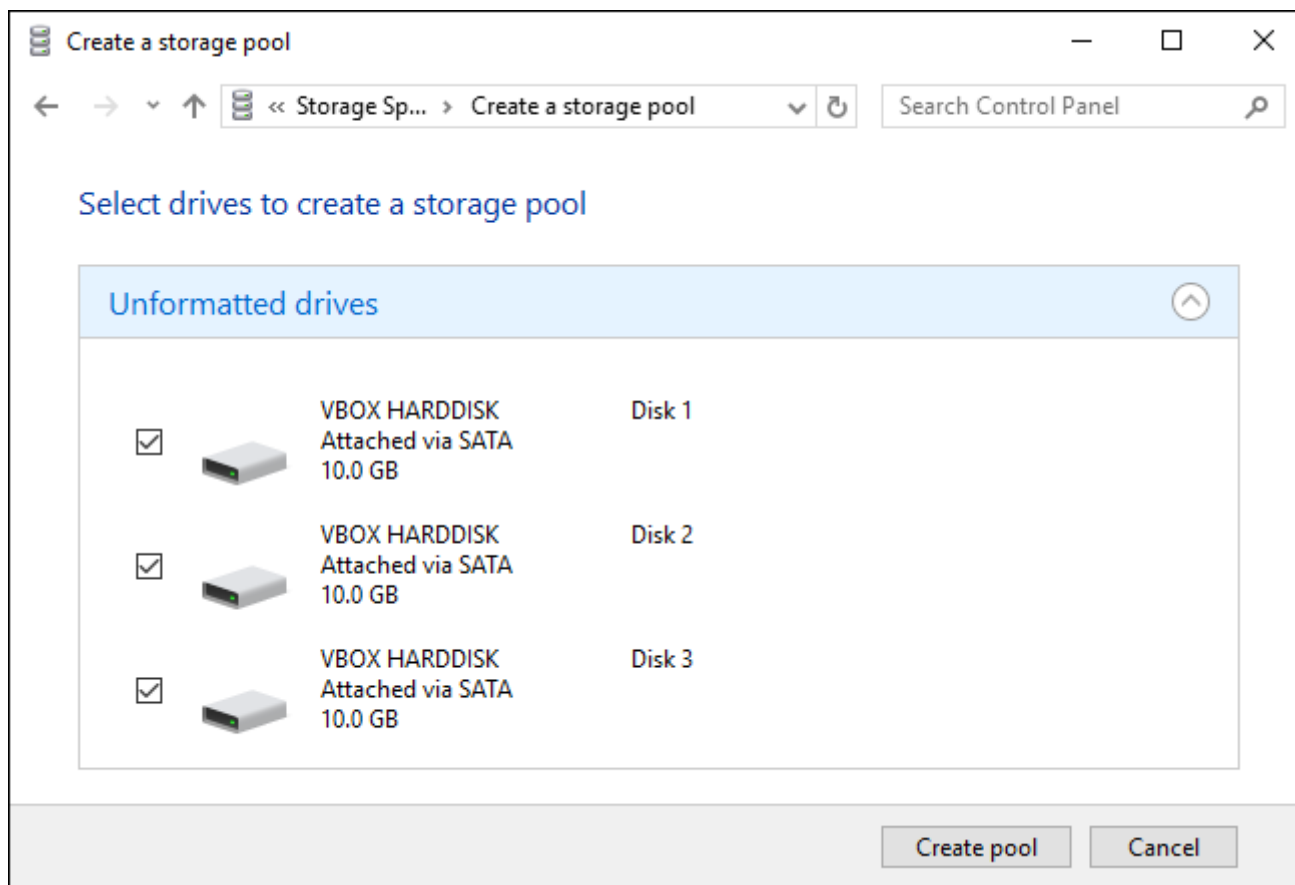 Create a storage pool
« Storage Sp... › Create a storage pool
Search Control Panel
Select drives to create a storage pool
Unformatted drives
VBOX HARDDISK Disk 1
Attached via SATA
10.0 GB
VBOX HARDDISK Disk 2
Attached via SATA
10.0 GB
VBOX HARDDISK Disk 3
Attached via SATA
10.0 GB
Create pool Cancel